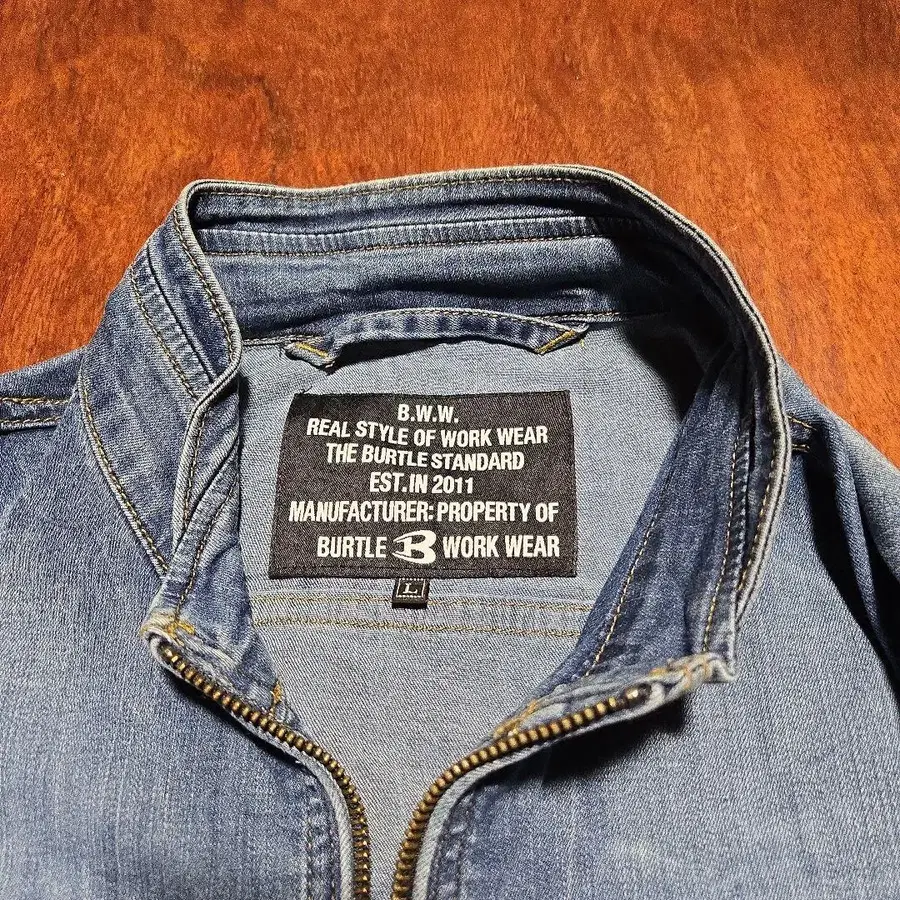 B.W.W.
REAL STYLE OF WORK WEAR
THE BURTLE STANDARD
EST.IN 2011
MANUFACTURER: PROPERTY OF
BURTLE B WORK WEAR
L